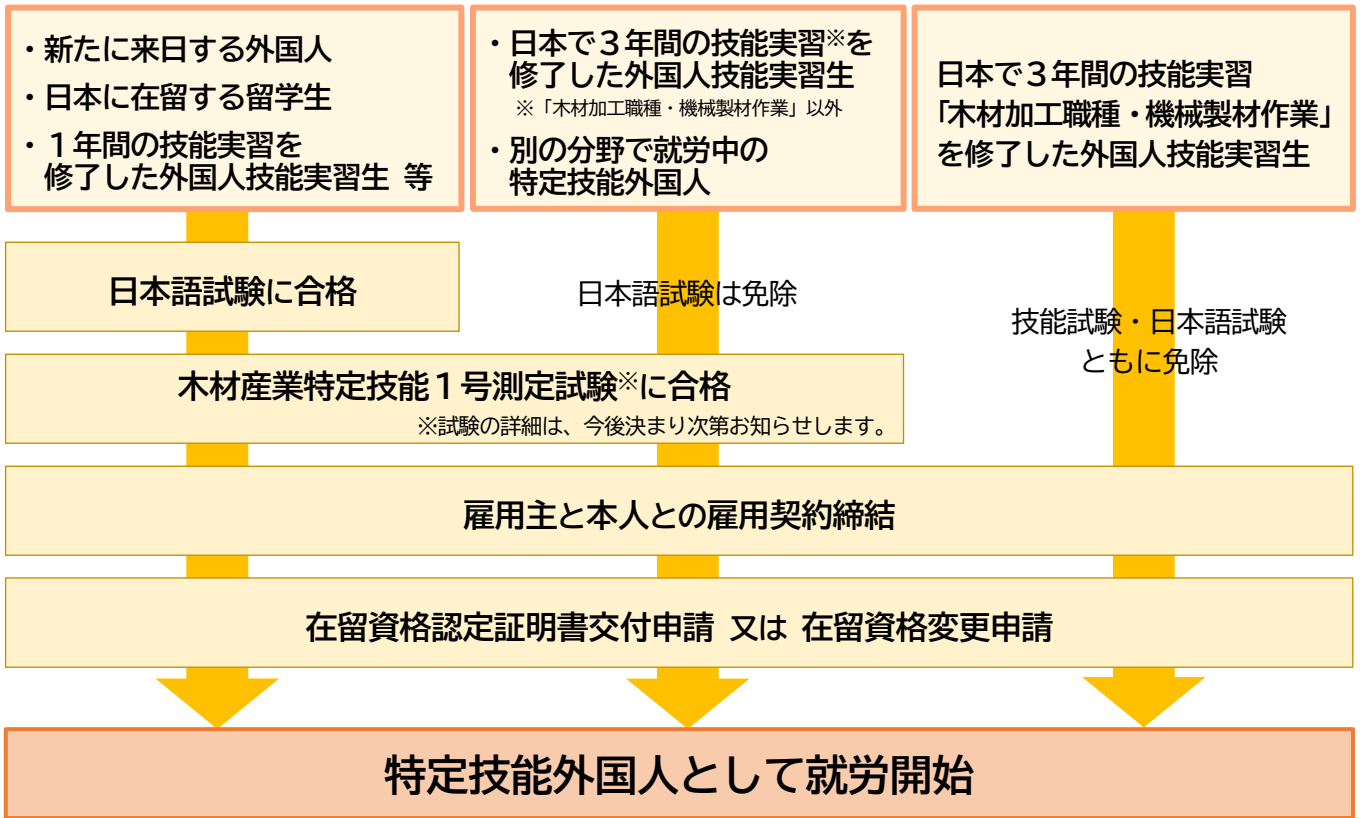 ・新たに来日する外国人
・日本に在留する留学生
・１年間の技能実習を
修了した外国人技能実習生 等
・日本で３年間の技能実習※を
修了した外国人技能実習生
※「木材加工職種・機械製材作業」以外
・別の分野で就労中の
特定技能外国人
日本で３年間の技能実習
「木材加工職種・機械製材作業」
を修了した外国人技能実習生
日本語試験に合格
日本語試験は免除
技能試験・日本語試験
ともに免除
木材産業特定技能１号測定試験※に合格
※試験の詳細は、今後決まり次第お知らせします。
雇用主と本人との雇用契約締結
在留資格認定証明書交付申請 又は 在留資格変更申請
特定技能外国人として就労開始